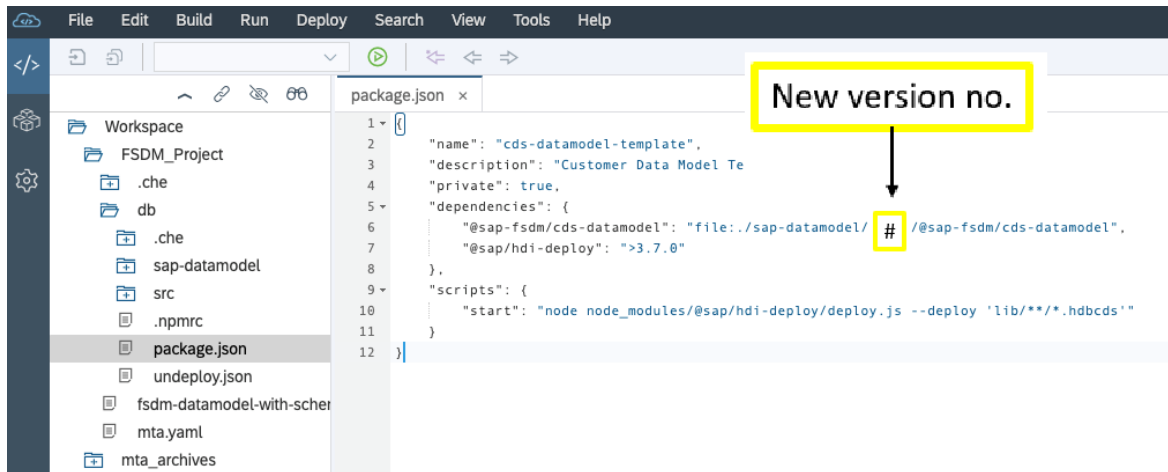 File Edit Build Run Deploy Search View Tools Help
package.json ×
New version no.
Workspace
FSDM_Project
.che
db
.che
sap-datamodel
src
.npmrc
package.json
undeploy.json
fsdm-datamodel-with-scher
mta.yaml
mta_archives
1 {
2 "name": "cds-datamodel-template",
3 "description": "Customer Data Model Te
4 "private": true,
5 "dependencies": {
6 "@sap-fsdm/cds-datamodel": "file:./sap-datamodel/ # /@sap-fsdm/cds-datamodel",
7 "@sap/hdi-deploy": ">3.7.0"
8 },
9 "scripts": {
10 "start": "node node_modules/@sap/hdi-deploy/deploy.js --deploy 'lib/**/*.hdbcds'"
11 }
12 }